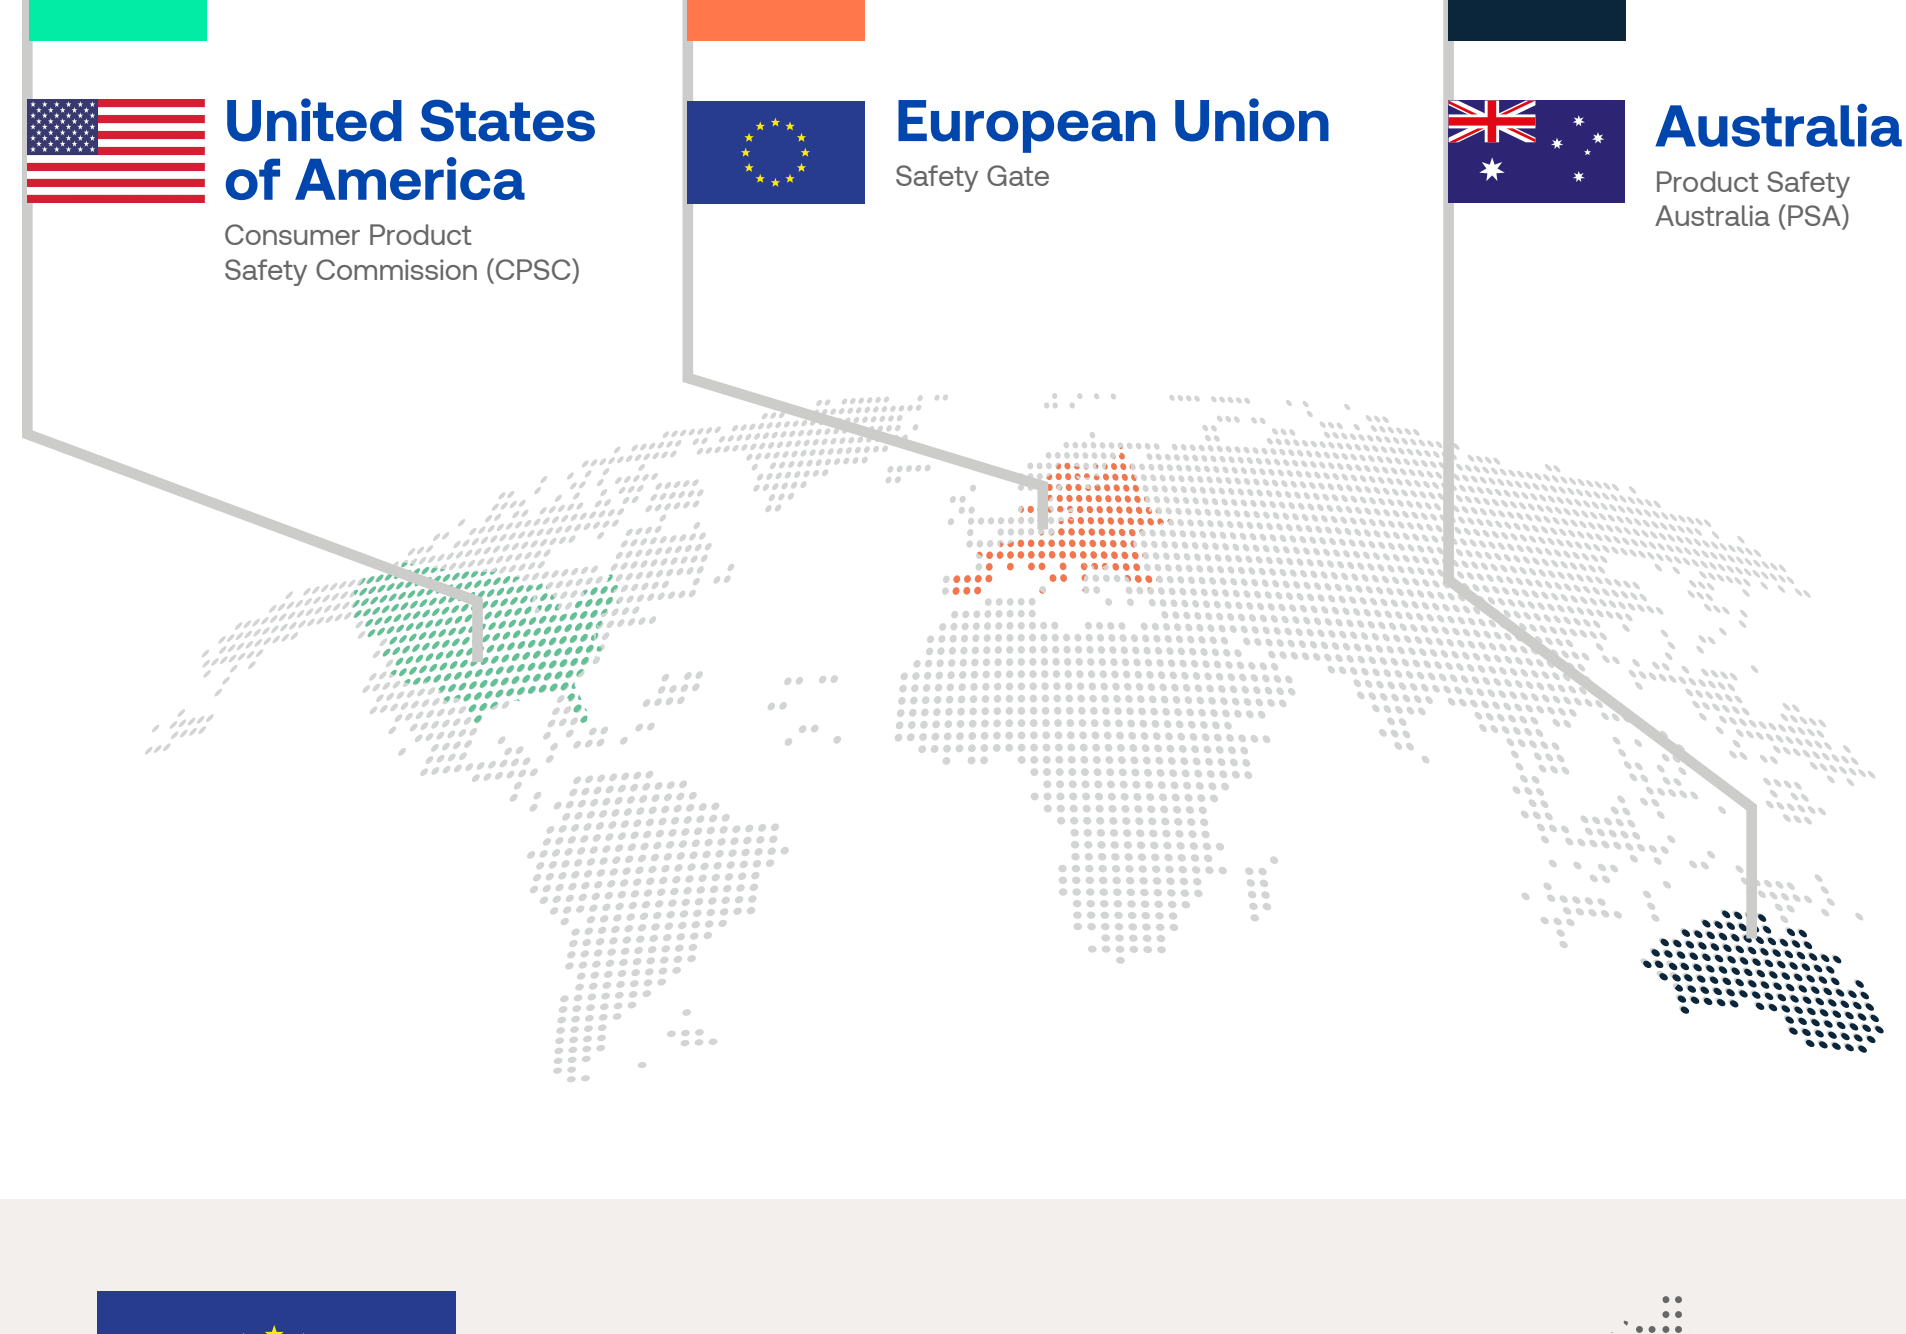 United States
of America
Consumer Product
Safety Commission (CPSC)
European Union
Safety Gate
Australia
Product Safety
Australia (PSA)